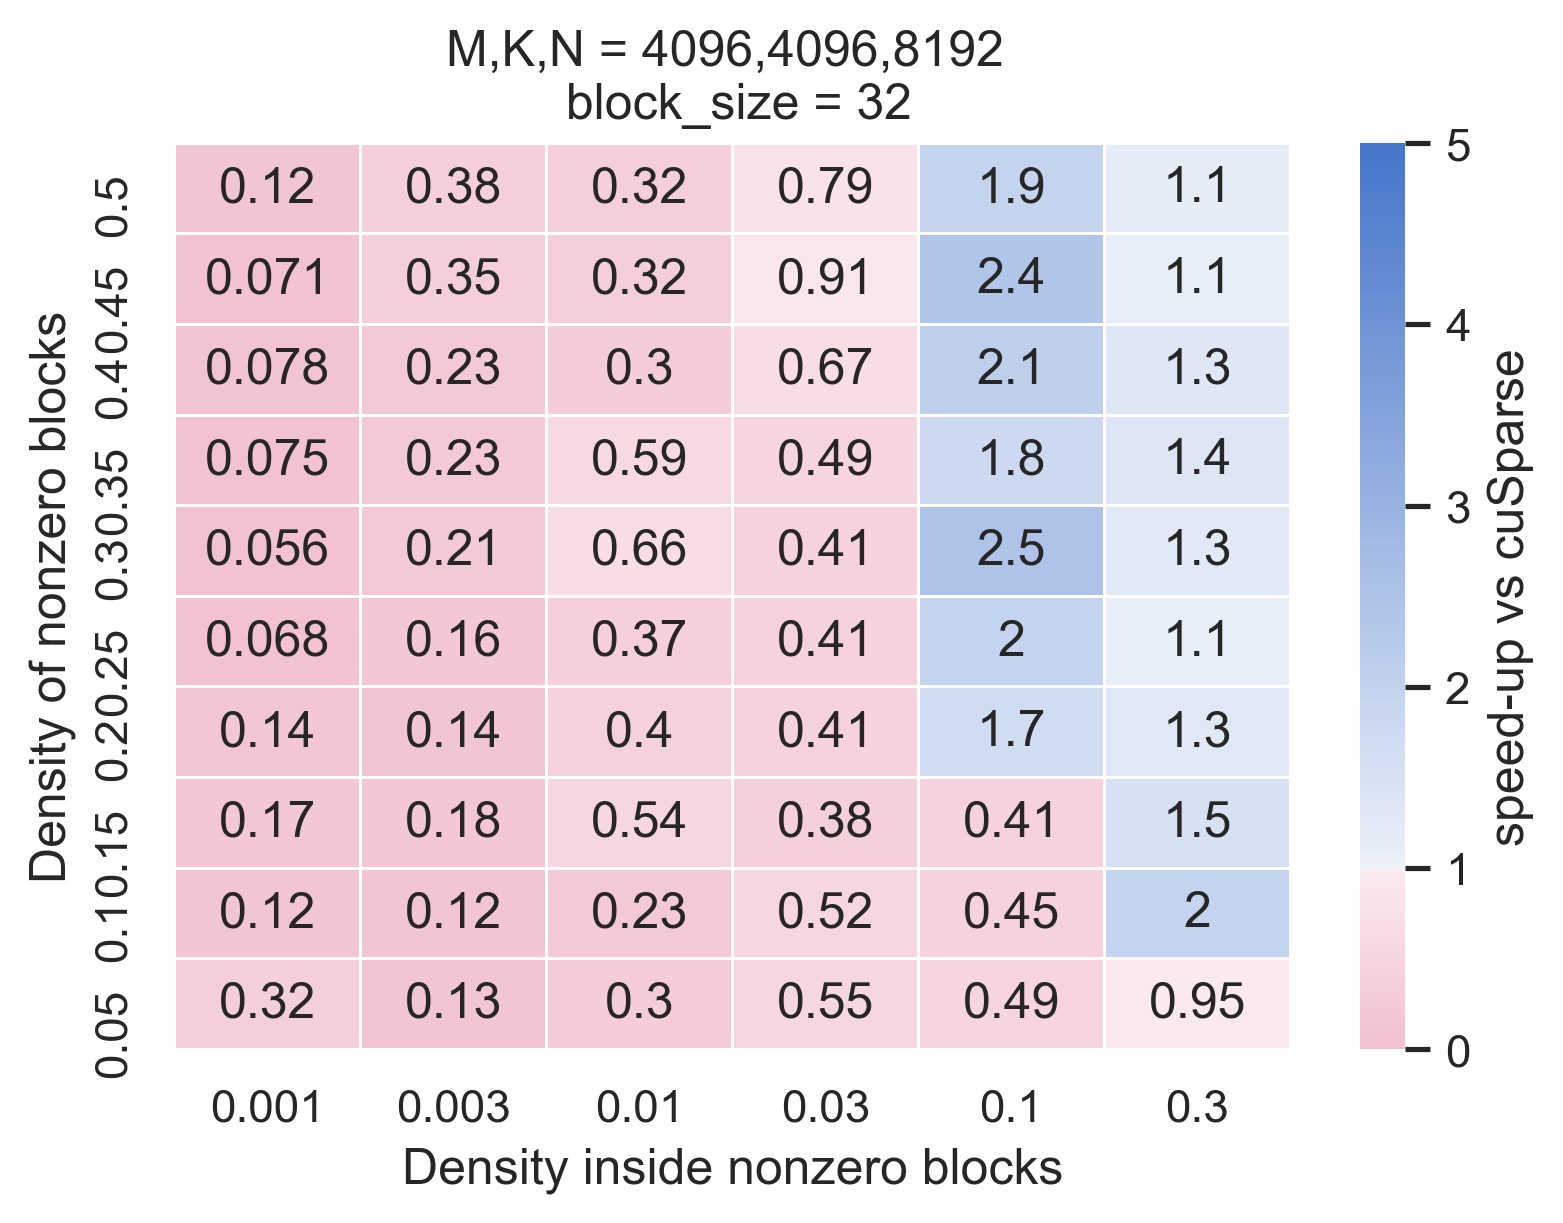 M,K,N = 4096,4096,8192
block_size = 32
Density of nonzero blocks
0.5 0.12 0.38 0.32 0.79 1.9 1.1
0.45 0.071 0.35 0.32 0.91 2.4 1.1
0.4 0.078 0.23 0.3 0.67 2.1 1.3
0.35 0.075 0.23 0.59 0.49 1.8 1.4
0.3 0.056 0.21 0.66 0.41 2.5 1.3
0.25 0.068 0.16 0.37 0.41 2 1.1
0.2 0.14 0.14 0.4 0.41 1.7 1.3
0.15 0.17 0.18 0.54 0.38 0.41 1.5
0.1 0.12 0.12 0.23 0.52 0.45 2
0.05 0.32 0.13 0.3 0.55 0.49 0.95
0.001 0.003 0.01 0.03 0.1 0.3
Density inside nonzero blocks
5
4
3
2
1
0
speed-up vs cuSparse